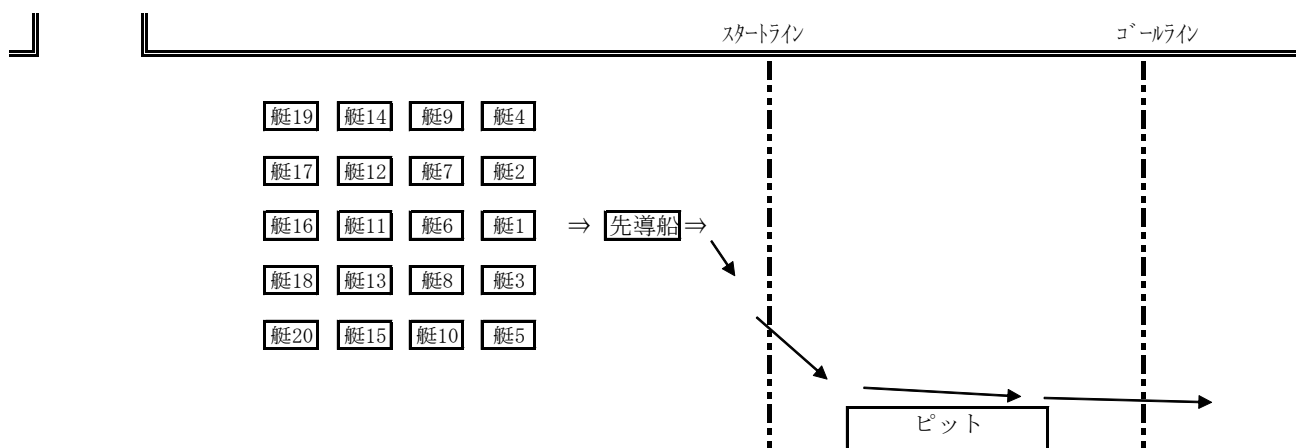 スタートライン ゴールライン
艇19 艇14 艇9 艇4
艇17 艇12 艇7 艇2
艇16 艇11 艇6 艇1 ⇒ 先導船 ⇒
艇18 艇13 艇8 艇3
艇20 艇15 艇10 艇5
ピット